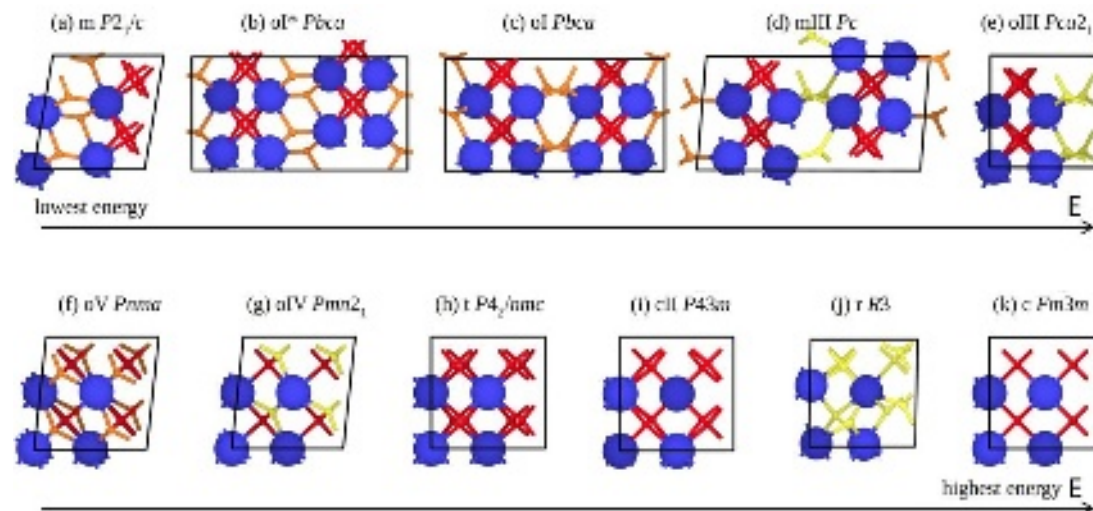 (a) m P2₁/c
(b) oI* Pbca
(c) oI Pbca
(d) mIII Pc
(e) oIII Pca2₁
lowest energy
E
(f) oV Pnma
(g) oIV Pmn2₁
(h) t P4₂/nmc
(i) cII P43m
(j) r R3
(k) c Fm3m
highest energy E